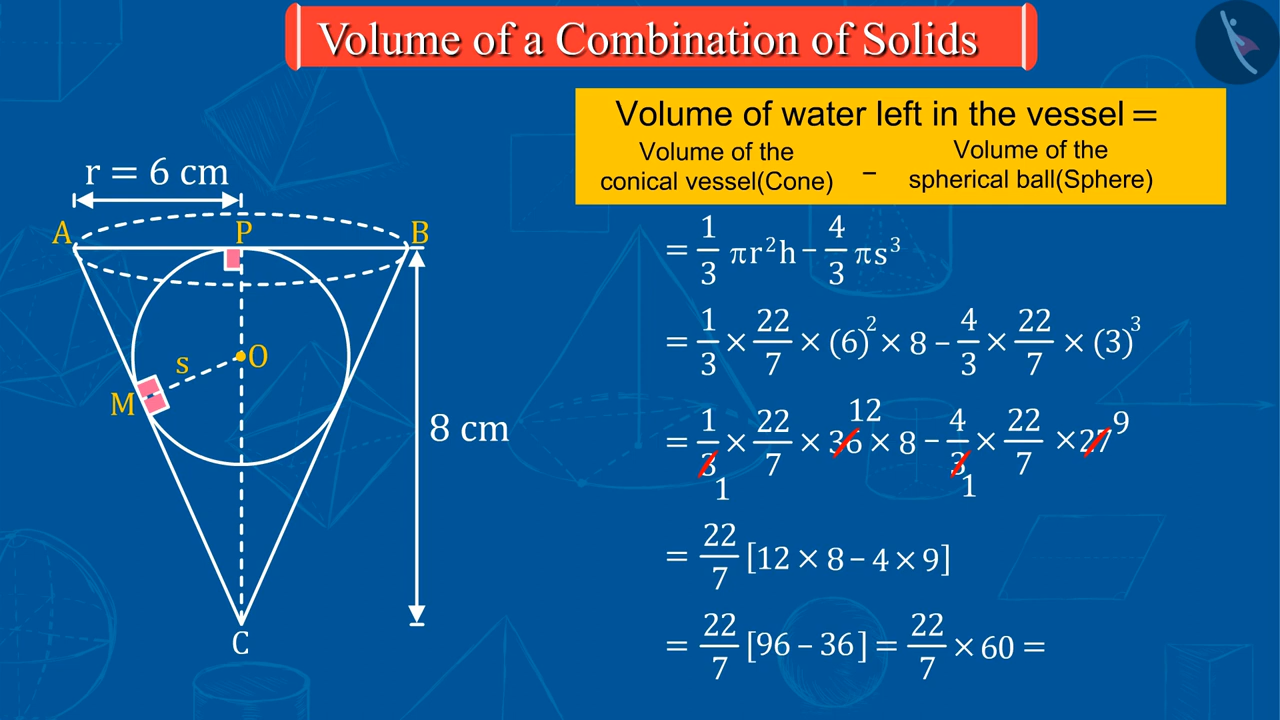 Volume of a Combination of Solids
Volume of water left in the vessel =
Volume of the conical vessel(Cone) - Volume of the spherical ball(Sphere)
r = 6 cm
A P B
s O
M
8 cm
C
= 1/3 πr²h - 4/3 πs³
= 1/3 × 22/7 × (6)² × 8 - 4/3 × 22/7 × (3)³
= 1/3 1 × 22/7 × 36 12 × 8 - 4/3 1 × 22/7 × 27 9
= 22/7 [12 × 8 - 4 × 9]
= 22/7 [96 - 36] = 22/7 × 60 =